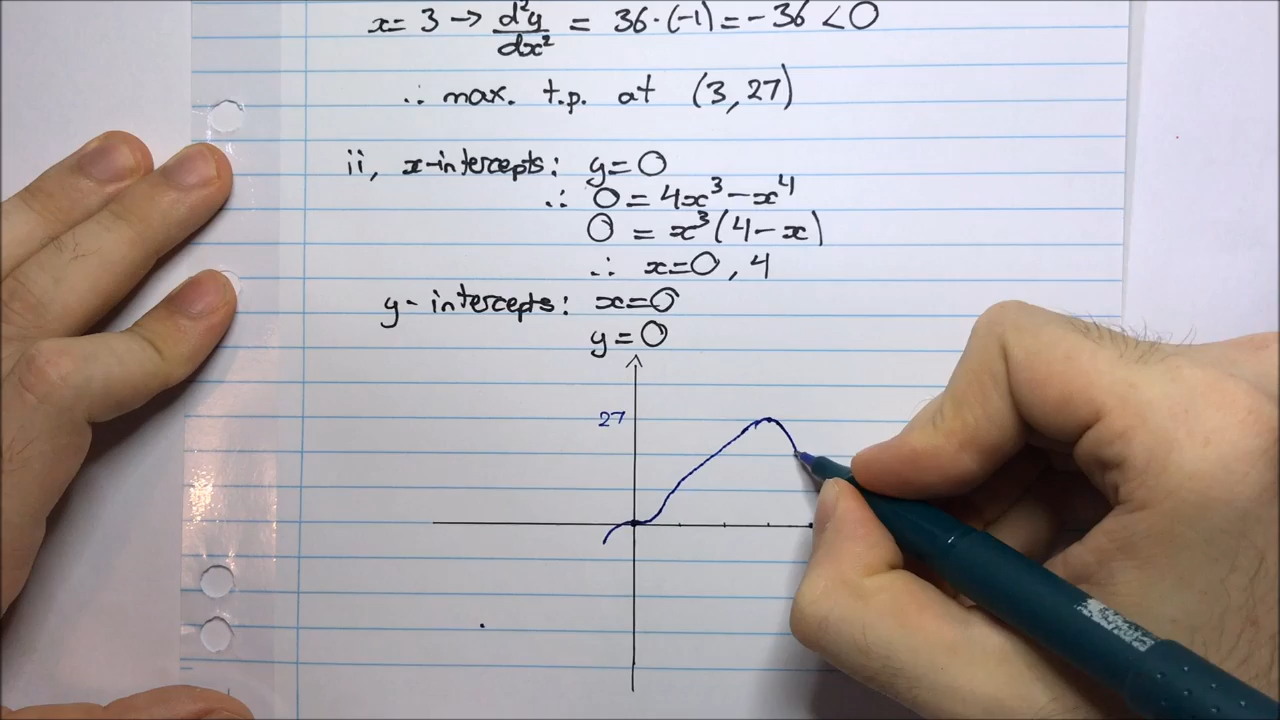 x = 3 → d²y/dx² = 36·(-1) = -36 < 0
∴ max. t.p. at (3, 27)
ii, x-intercepts: y = 0
∴ 0 = 4x³ - x⁴
0 = x³(4 - x)
∴ x = 0, 4
y-intercepts: x = 0
y = 0
27